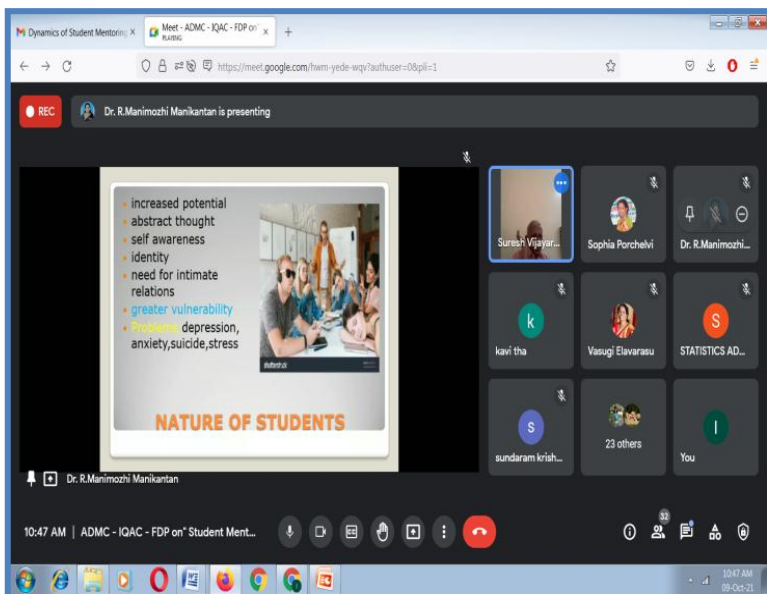 Dynamics of Student Mentoring
Meet - ADMC - IQAC - FDP on"
PLAYING
https://meet.google.com/hwm-yede-wqv?authuser=0&pli=1
REC
Dr. R.Manimozhi Manikantan is presenting
increased potential
abstract thought
self awareness
identity
need for intimate
relations
greater vulnerability
Problems depression,
anxiety,suicide,stress
shutterstock
NATURE OF STUDENTS
Suresh Vijayar...
Sophia Porchelvi
Dr. R.Manimozhi...
k
kavi tha
Vasugi Elavarasu
S
STATISTICS AD...
s
sundaram krish...
23 others
I
You
Dr. R.Manimozhi Manikantan
10:47 AM | ADMC - IQAC - FDP on" Student Ment...
32
10:47 AM
09-Oct-21